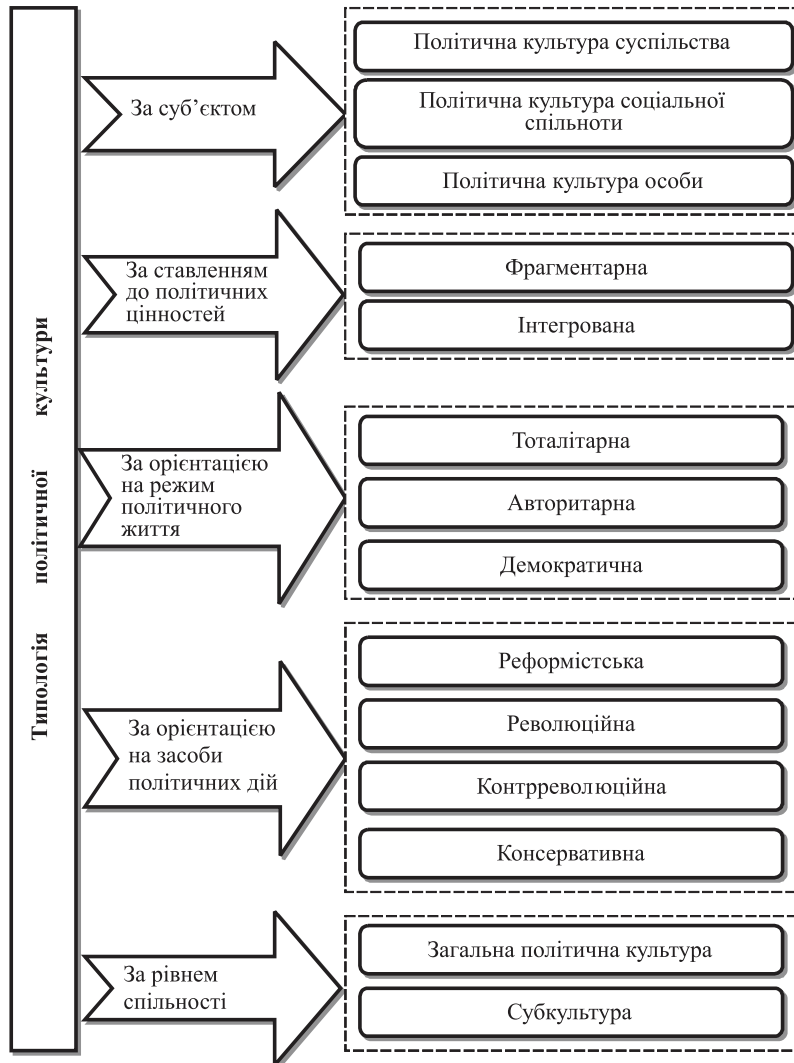 Типологія політичної культури
За суб’єктом
Політична культура суспільства
Політична культура соціальної
спільноти
Політична культура особи
За ставленням
до політичних
цінностей
Фрагментарна
Інтегрована
За орієнтацією
на режим
політичного
життя
Тоталітарна
Авторитарна
Демократична
За орієнтацією
на засоби
політичних дій
Реформістська
Революційна
Контрреволюційна
Консервативна
За рівнем
спільності
Загальна політична культура
Субкультура